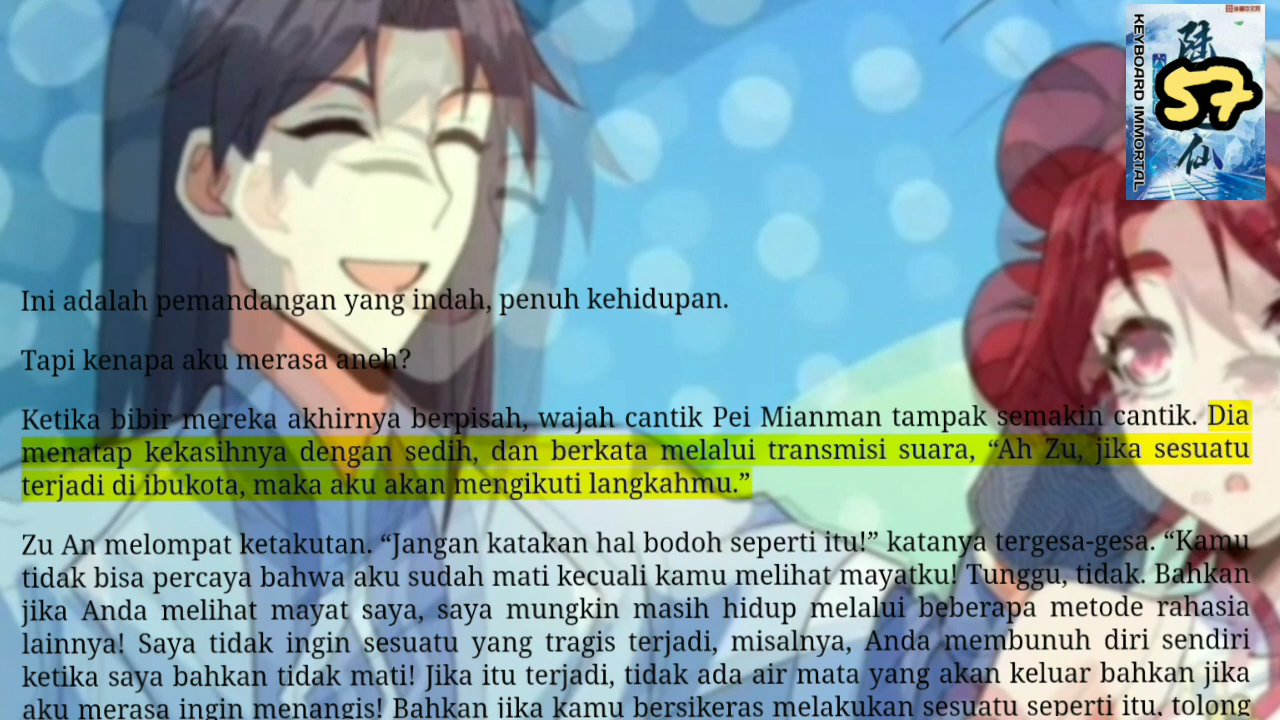 KEYBOARD IMMORTAL
陆
仙
57
Ini adalah pemandangan yang indah, penuh kehidupan.
Tapi kenapa aku merasa aneh?
Ketika bibir mereka akhirnya berpisah, wajah cantik Pei Mianman tampak semakin cantik. Dia
menatap kekasihnya dengan sedih, dan berkata melalui transmisi suara, “Ah Zu, jika sesuatu
terjadi di ibukota, maka aku akan mengikuti langkahmu.”
Zu An melompat ketakutan. “Jangan katakan hal bodoh seperti itu!” katanya tergesa-gesa. “Kamu
tidak bisa percaya bahwa aku sudah mati kecuali kamu melihat mayatku! Tunggu, tidak. Bahkan
jika Anda melihat mayat saya, saya mungkin masih hidup melalui beberapa metode rahasia
lainnya! Saya tidak ingin sesuatu yang tragis terjadi, misalnya, Anda membunuh diri sendiri
ketika saya bahkan tidak mati! Jika itu terjadi, tidak ada air mata yang akan keluar bahkan jika
aku merasa ingin menangis! Bahkan jika kamu bersikeras melakukan sesuatu seperti itu, tolong